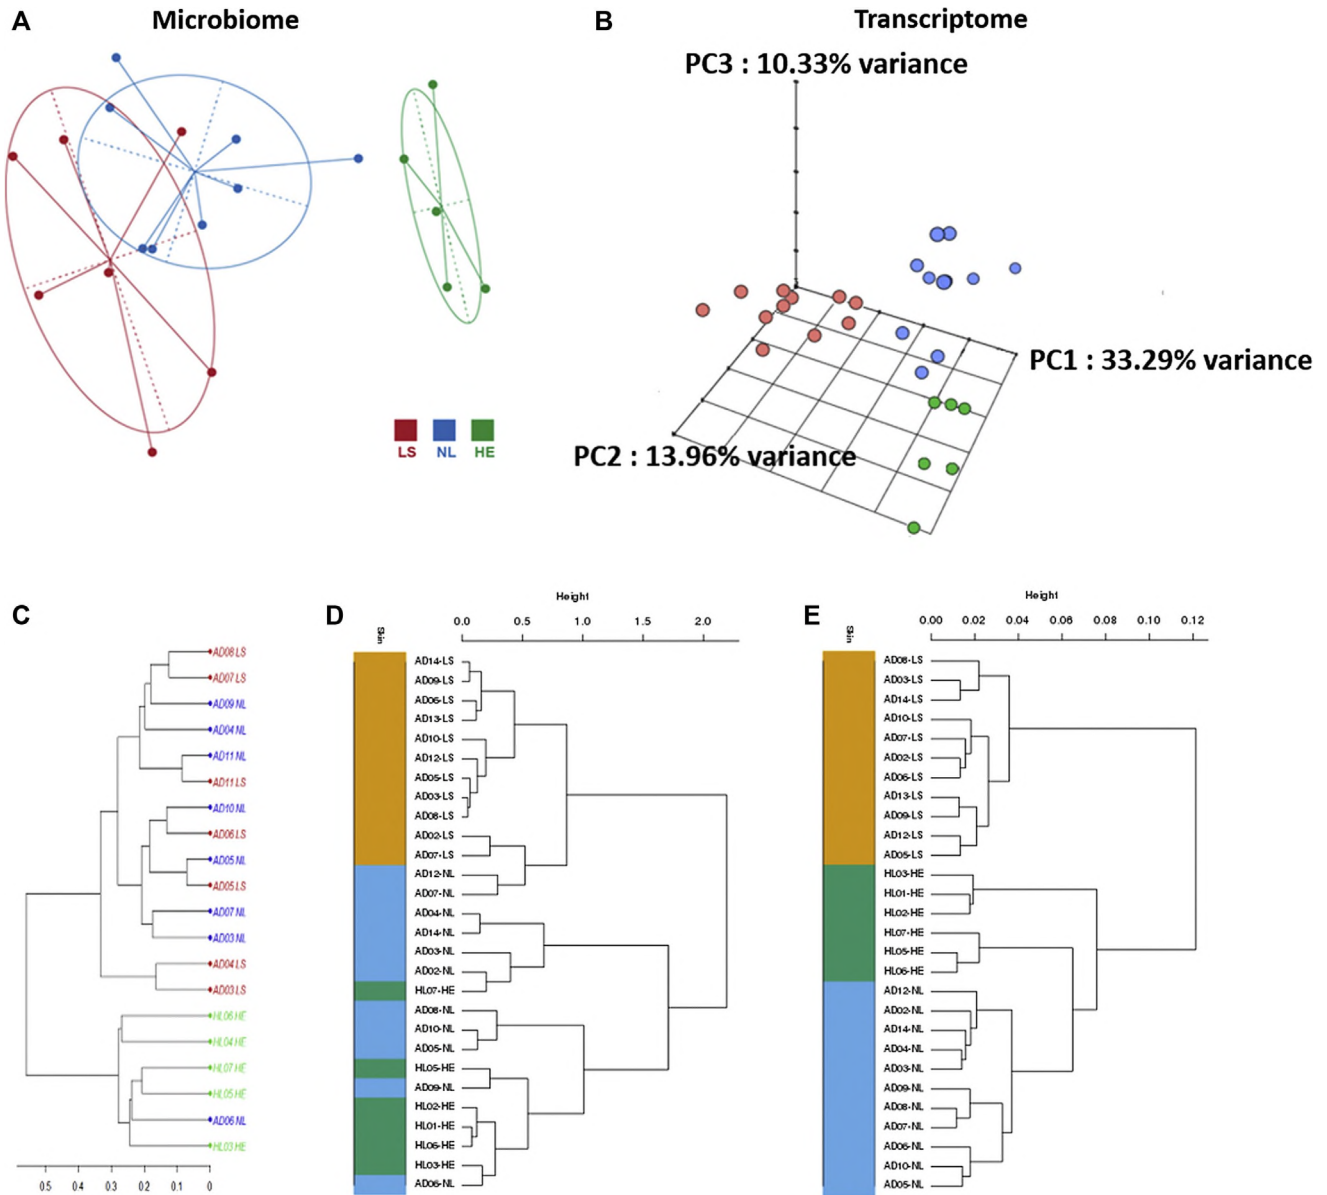 A Microbiome
B Transcriptome
PC3 : 10.33% variance
PC1 : 33.29% variance
PC2 : 13.96% variance
LS NL HE
C
AD08 LS
AD07 LS
AD09 NL
AD04 NL
AD11 NL
AD11 LS
AD10 NL
AD06 LS
AD05 NL
AD05 LS
AD07 NL
AD03 NL
AD04 LS
AD03 LS
HL06 HE
HL04 HE
HL07 HE
HL05 HE
AD06 NL
HL03 HE
0.5 0.4 0.3 0.2 0.1 0
D
Height
Skin
0.0 0.5 1.0 1.5 2.0
AD14-LS
AD09-LS
AD06-LS
AD13-LS
AD10-LS
AD12-LS
AD05-LS
AD03-LS
AD08-LS
AD02-LS
AD07-LS
AD12-NL
AD07-NL
AD04-NL
AD14-NL
AD03-NL
AD02-NL
HL07-HE
AD08-NL
AD10-NL
AD05-NL
HL05-HE
AD09-NL
HL02-HE
HL01-HE
HL06-HE
HL03-HE
AD06-NL
E
Height
Skin
0.00 0.02 0.04 0.06 0.08 0.10 0.12
AD08-LS
AD03-LS
AD14-LS
AD10-LS
AD07-LS
AD02-LS
AD06-LS
AD13-LS
AD09-LS
AD12-LS
AD05-LS
HL03-HE
HL01-HE
HL02-HE
HL07-HE
HL05-HE
HL06-HE
AD12-NL
AD02-NL
AD14-NL
AD04-NL
AD03-NL
AD09-NL
AD08-NL
AD07-NL
AD06-NL
AD10-NL
AD05-NL